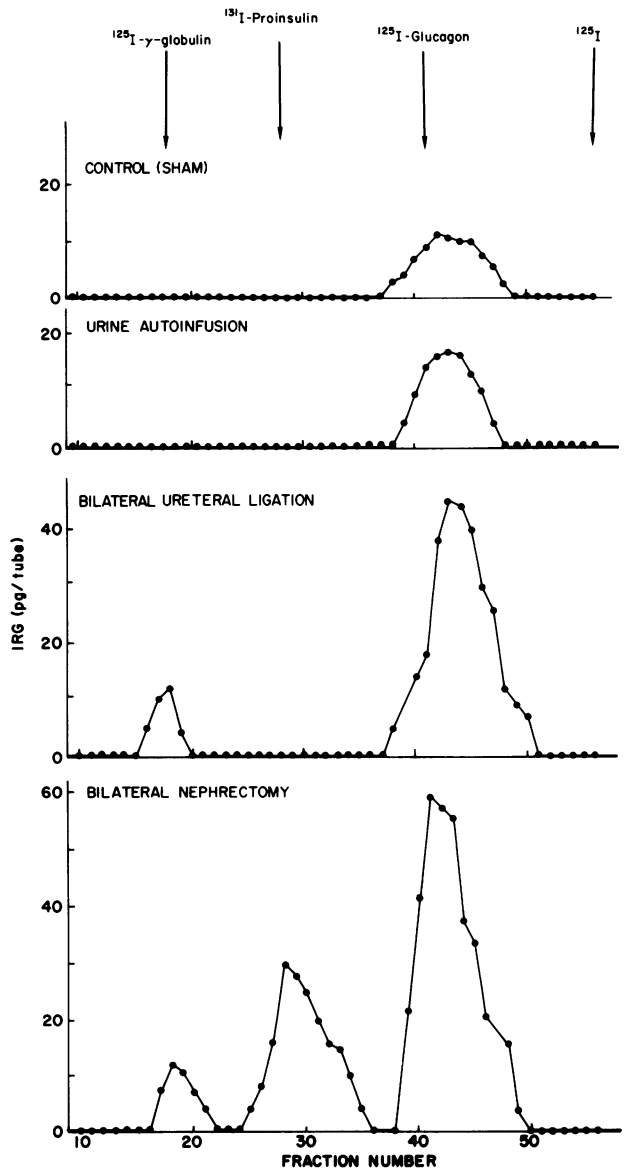 ¹²⁵I-γ-globulin
¹³¹I-Proinsulin
¹²⁵I-Glucagon
¹²⁵I
CONTROL (SHAM)
20
0
URINE AUTOINFUSION
20
0
BILATERAL URETERAL LIGATION
40
20
0
IRG (pg/tube)
BILATERAL NEPHRECTOMY
60
40
20
0
10 20 30 40 50
FRACTION NUMBER